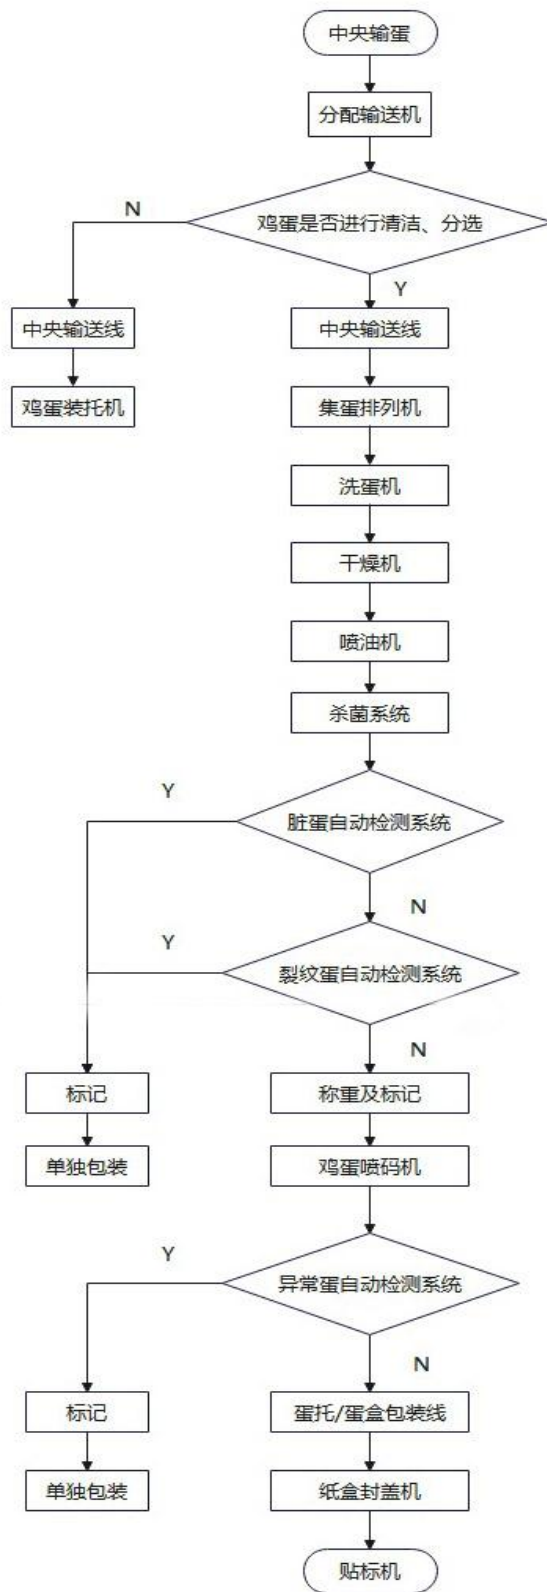 中央输蛋
分配输送机
N
鸡蛋是否进行清洁、分选
Y
中央输送线
中央输送线
鸡蛋装托机
集蛋排列机
洗蛋机
干燥机
喷油机
杀菌系统
Y
脏蛋自动检测系统
N
Y
裂纹蛋自动检测系统
N
标记
称重及标记
单独包装
鸡蛋喷码机
Y
异常蛋自动检测系统
N
标记
蛋托/蛋盒包装线
单独包装
纸盒封盖机
贴标机